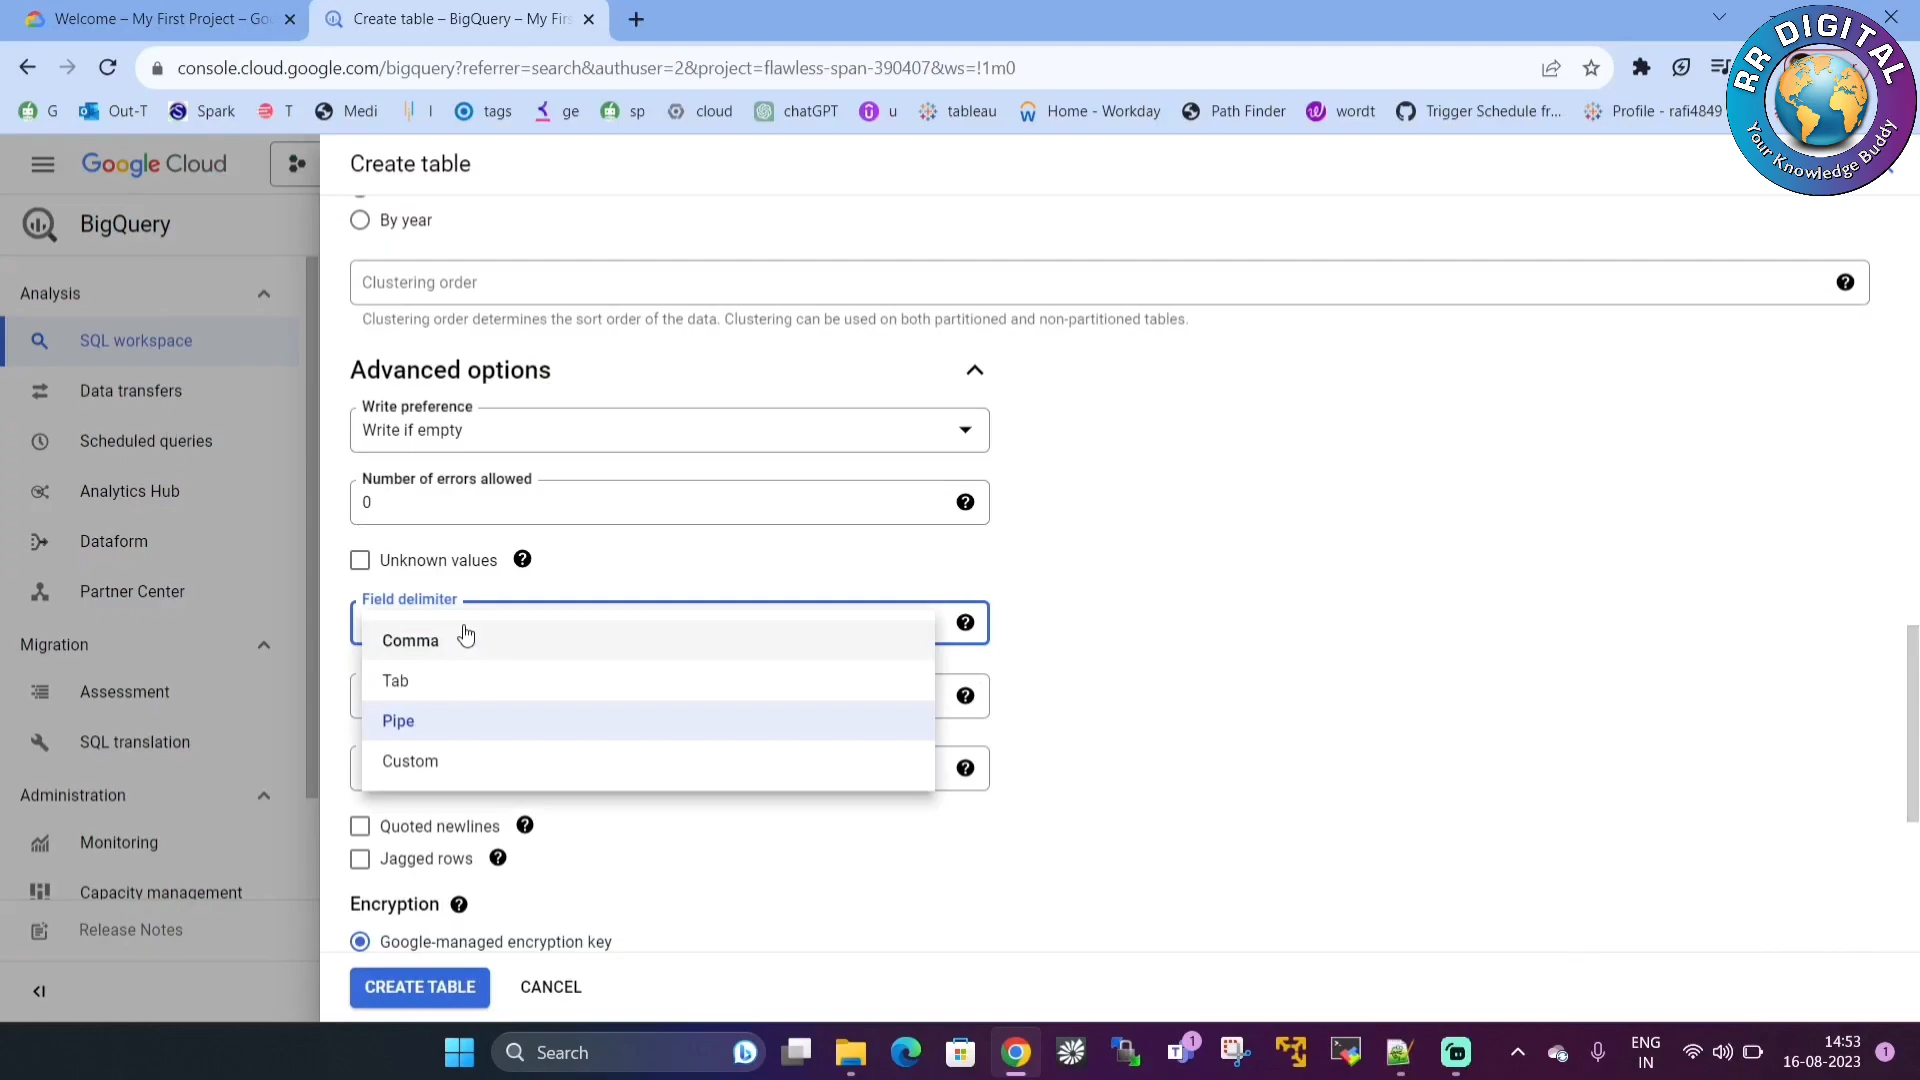 Welcome – My First Project – Go
Create table – BigQuery – My Firs
console.cloud.google.com/bigquery?referrer=search&authuser=2&project=flawless-span-390407&ws=!1m0
G
Out-T
Spark
T
Medi
I
tags
ge
sp
cloud
chatGPT
u
tableau
Home - Workday
Path Finder
wordt
Trigger Schedule fr...
Profile - rafi4849
RR DIGITAL
Your Knowledge Buddy
Google Cloud
Create table
BigQuery
Analysis
SQL workspace
Data transfers
Scheduled queries
Analytics Hub
Dataform
Partner Center
Migration
Assessment
SQL translation
Administration
Monitoring
Capacity management
Release Notes
By year
Clustering order
Clustering order determines the sort order of the data. Clustering can be used on both partitioned and non-partitioned tables.
Advanced options
Write preference
Write if empty
Number of errors allowed
0
Unknown values
Field delimiter
Comma
Tab
Pipe
Custom
Quoted newlines
Jagged rows
Encryption
Google-managed encryption key
CREATE TABLE
CANCEL
Search
1
ENG
IN
14:53
16-08-2023
1